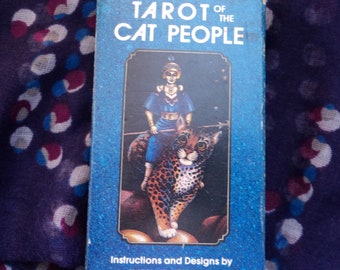 TAROT OF THE
CAT PEOPLE
Instructions and Designs by